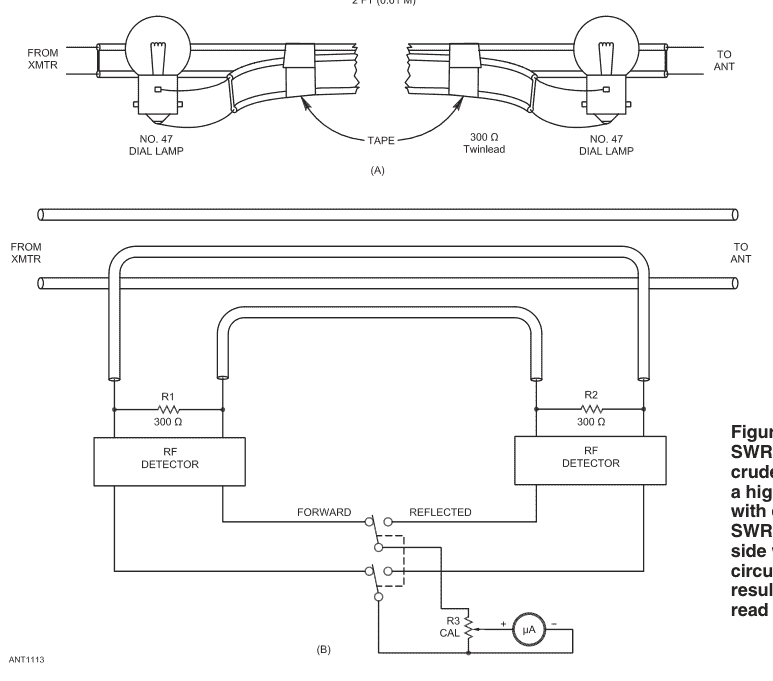 2 FT (0.61 M)
FROM
XMTR
TO
ANT
NO. 47
DIAL LAMP
TAPE
300 Ω
Twinlead
NO. 47
DIAL LAMP
(A)
FROM
XMTR
TO
ANT
R1
300 Ω
R2
300 Ω
RF
DETECTOR
RF
DETECTOR
FORWARD
REFLECTED
R3
CAL
+
µA
−
(B)
ANT1113
SWR
crude
a hig
with
SWR
side
circu
resul
read